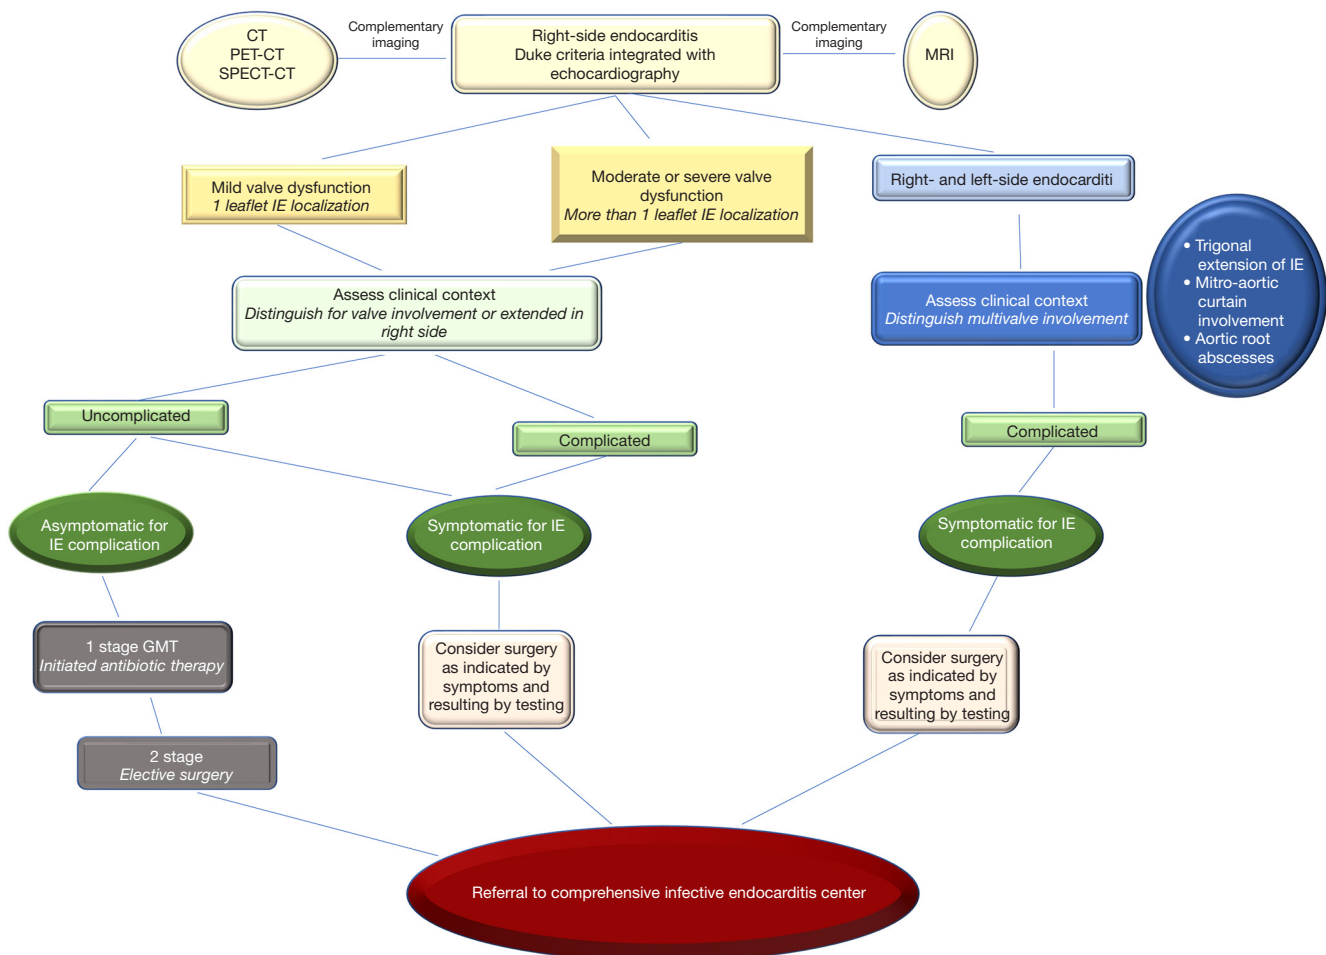 CT
PET-CT
SPECT-CT
Complementary
imaging
Right-side endocarditis
Duke criteria integrated with
echocardiography
Complementary
imaging
MRI
Mild valve dysfunction
1 leaflet IE localization
Moderate or severe valve
dysfunction
More than 1 leaflet IE localization
Right- and left-side endocarditi
Assess clinical context
Distinguish for valve involvement or extended in
right side
Assess clinical context
Distinguish multivalve involvement
• Trigonal
extension of IE
• Mitro-aortic
curtain
involvement
• Aortic root
abscesses
Uncomplicated
Complicated
Complicated
Asymptomatic for
IE complication
Symptomatic for IE
complication
Symptomatic for IE
complication
1 stage GMT
Initiated antibiotic therapy
Consider surgery
as indicated by
symptoms and
resulting by testing
Consider surgery
as indicated by
symptoms and
resulting by testing
2 stage
Elective surgery
Referral to comprehensive infective endocarditis center